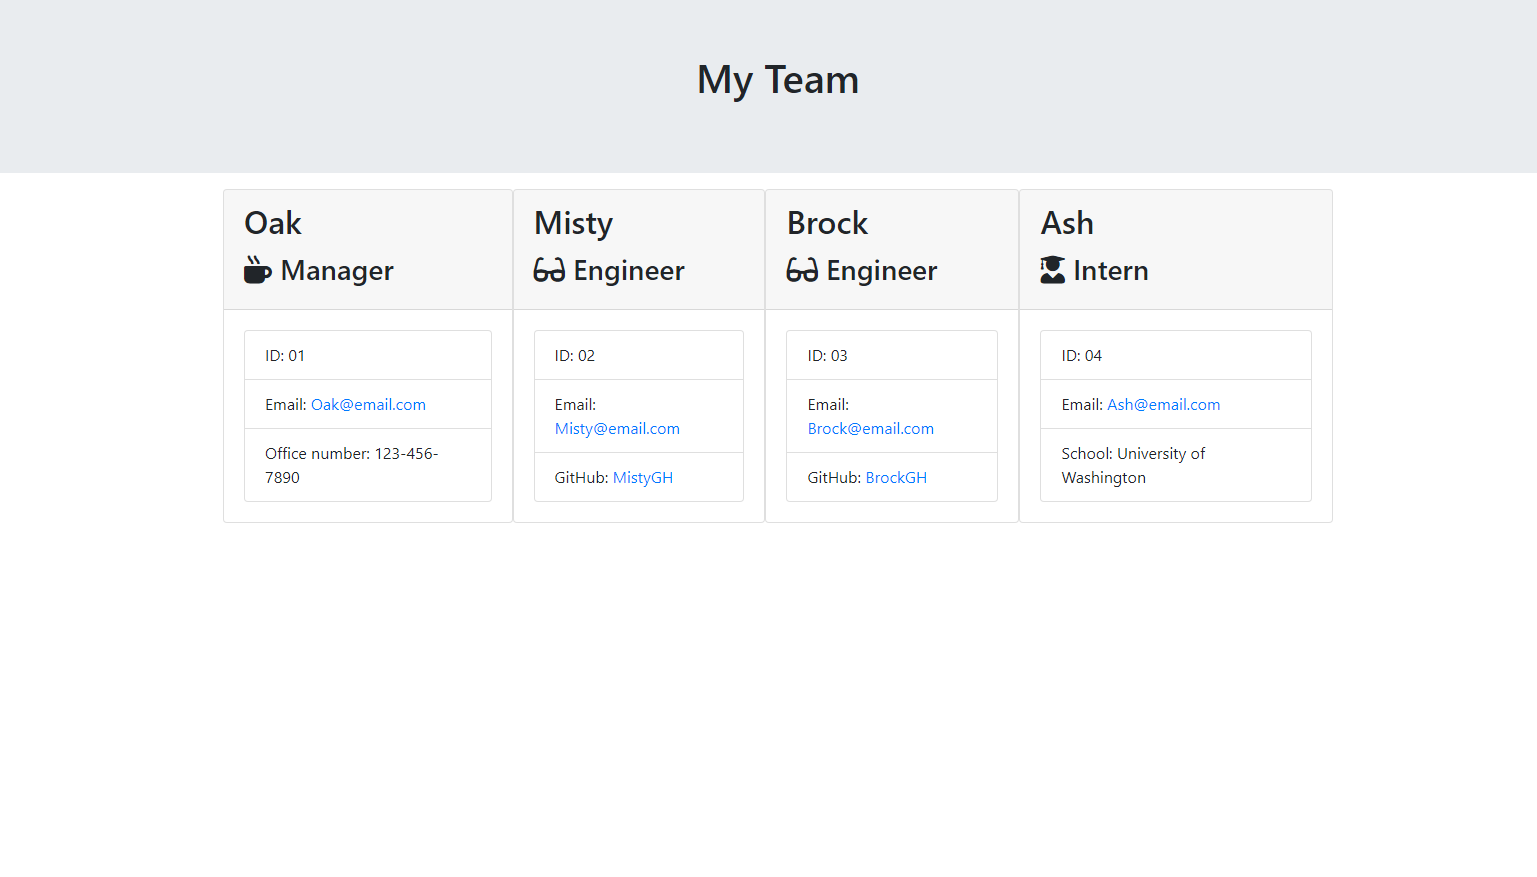 My Team
Oak
Manager
ID: 01
Email: Oak@email.com
Office number: 123-456-
7890
Misty
Engineer
ID: 02
Email:
Misty@email.com
GitHub: MistyGH
Brock
Engineer
ID: 03
Email:
Brock@email.com
GitHub: BrockGH
Ash
Intern
ID: 04
Email: Ash@email.com
School: University of
Washington